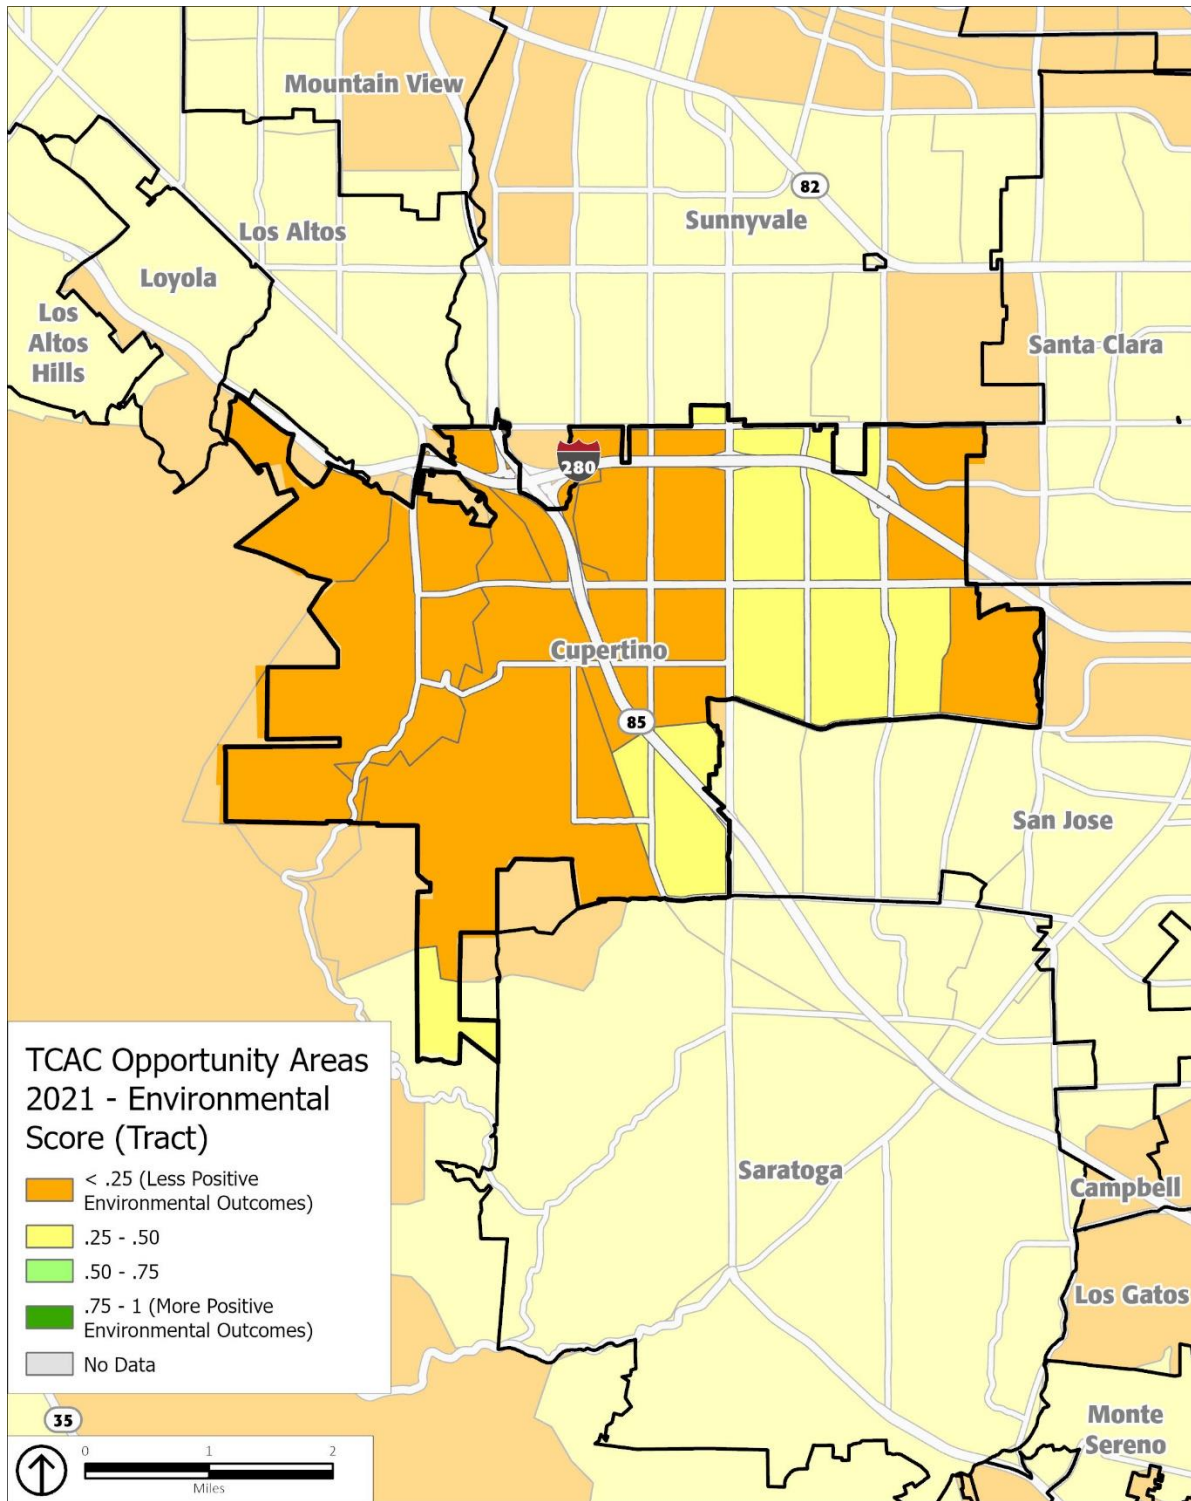 Mountain View
82
Sunnyvale
Los Altos
Loyola
Los
Altos
Hills
Santa Clara
280
Cupertino
85
San Jose
TCAC Opportunity Areas
2021 - Environmental
Score (Tract)
< .25 (Less Positive
Environmental Outcomes)
.25 - .50
.50 - .75
.75 - 1 (More Positive
Environmental Outcomes)
No Data
Saratoga
Campbell
Los Gatos
Monte
Sereno
35
0 1 2
Miles